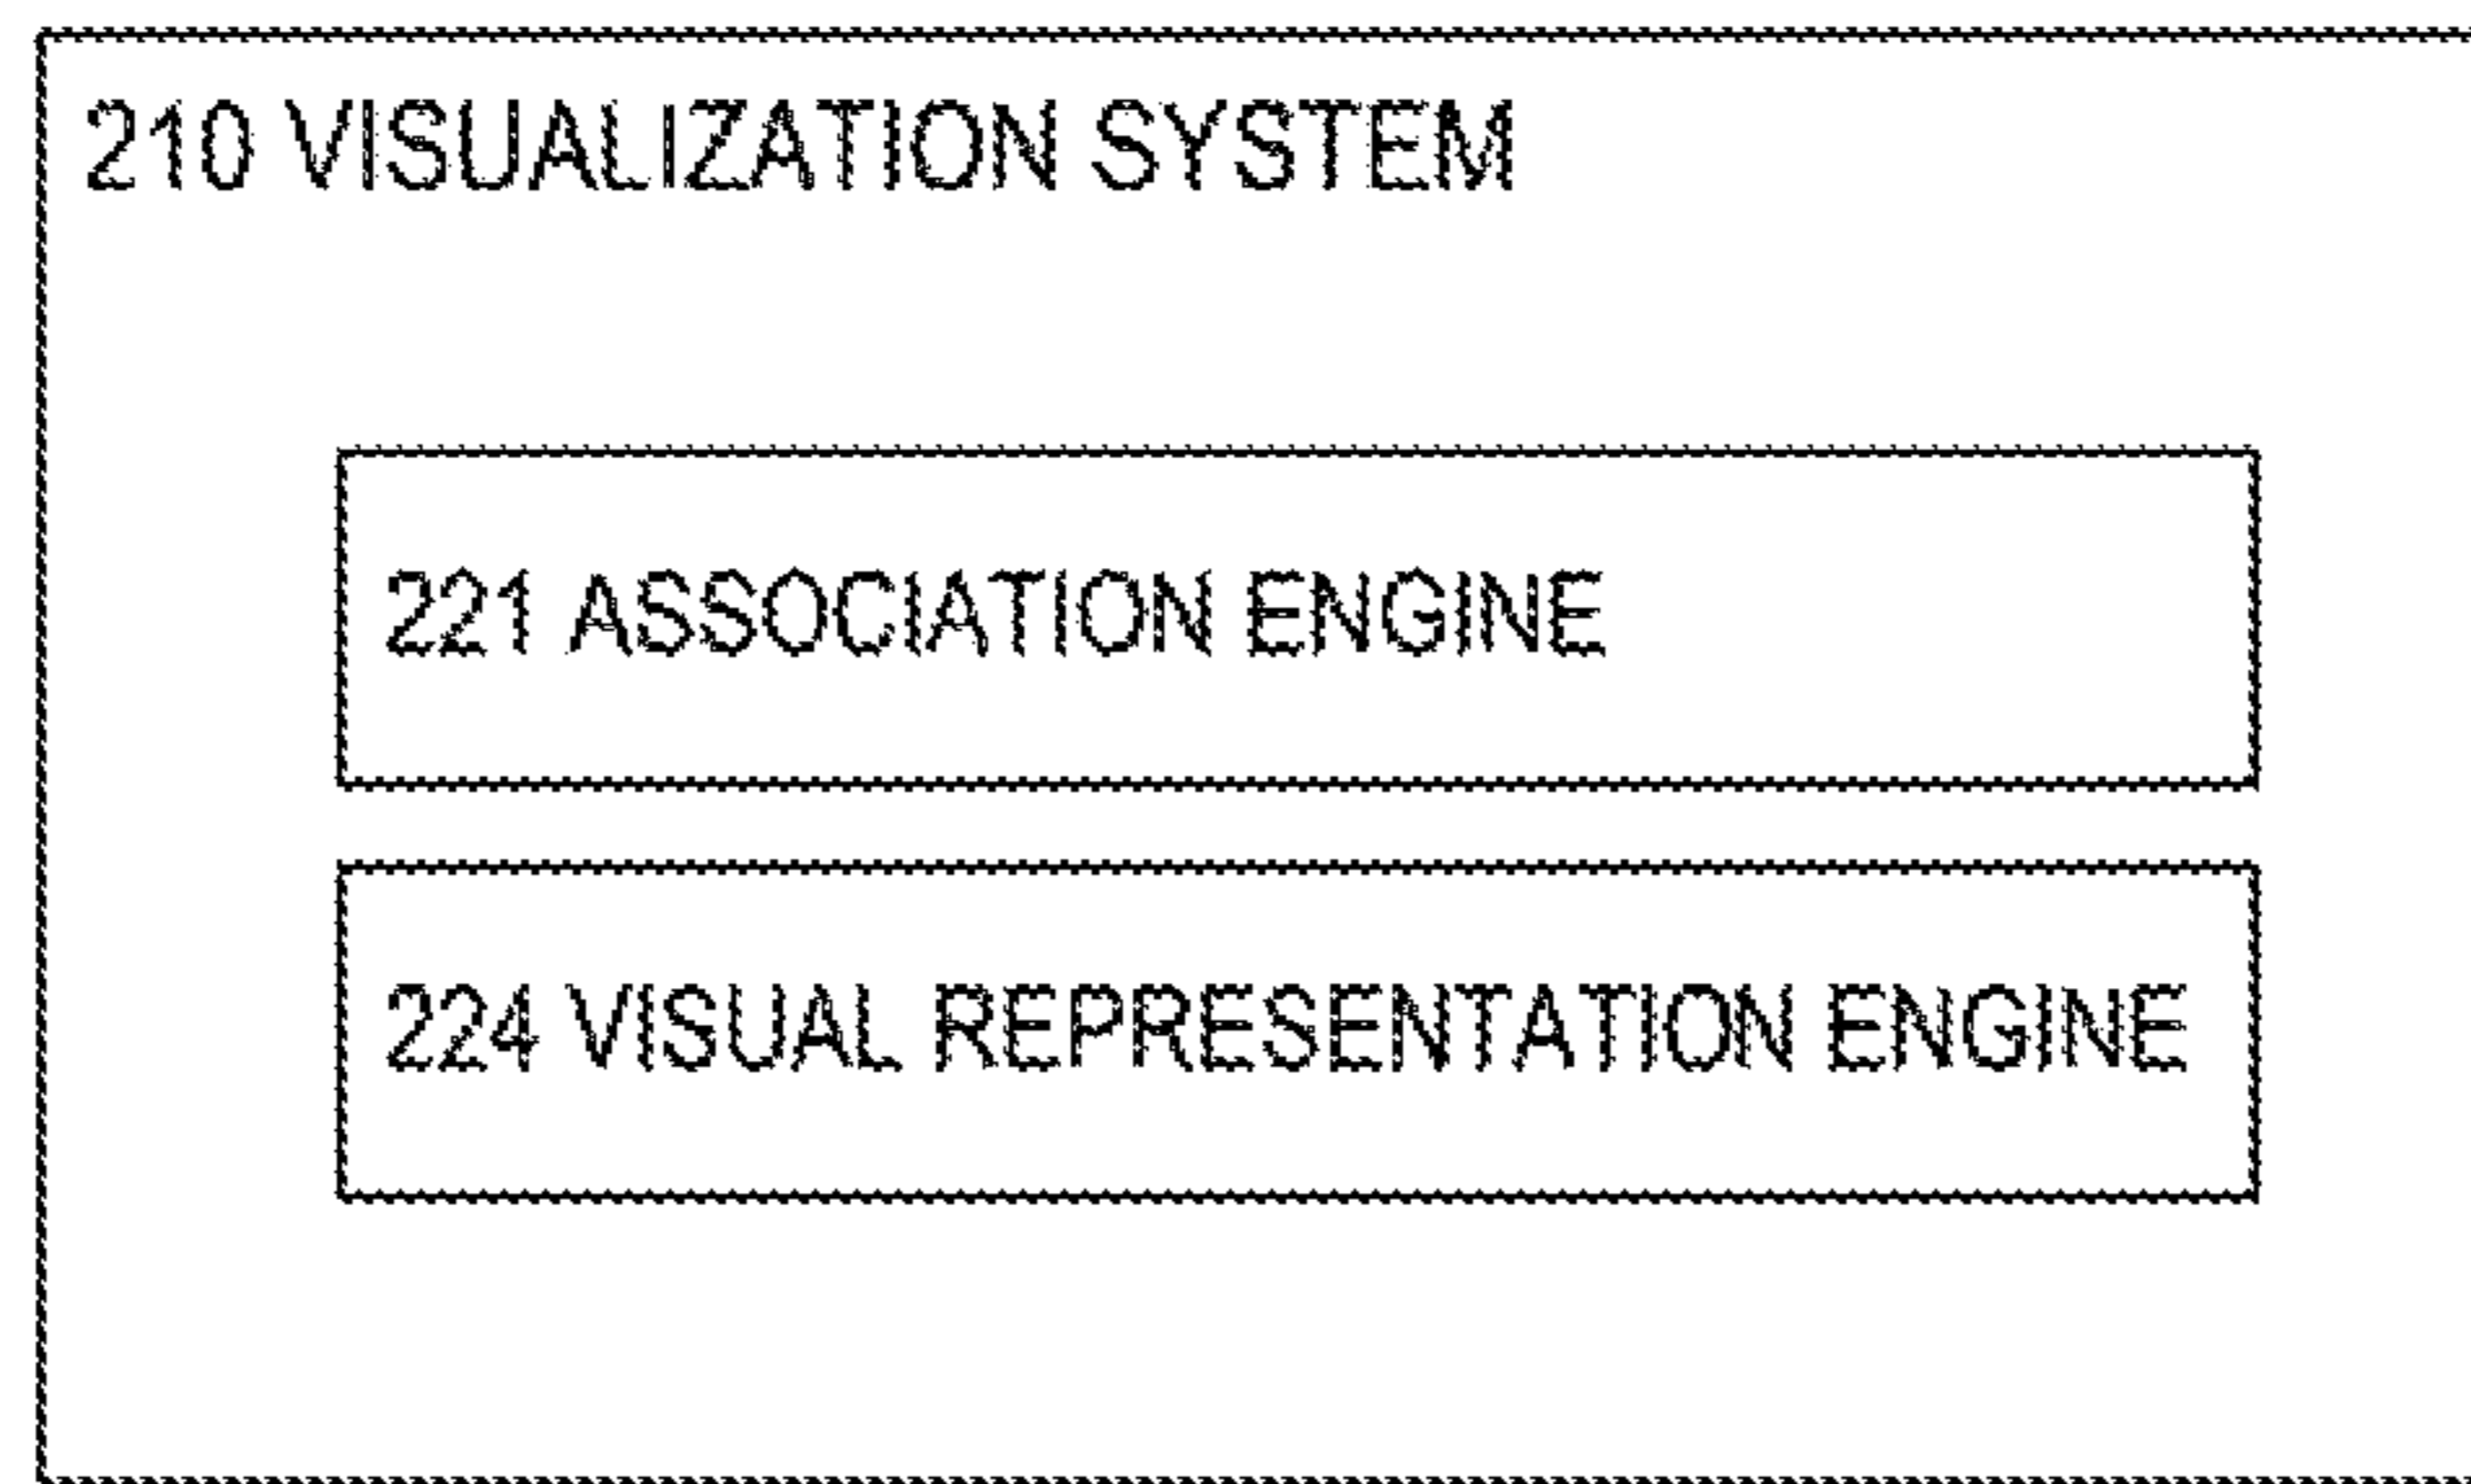 210 VISUALIZATION SYSTEM
221 ASSOCIATION ENGINE
224 VISUAL REPRESENTATION ENGINE